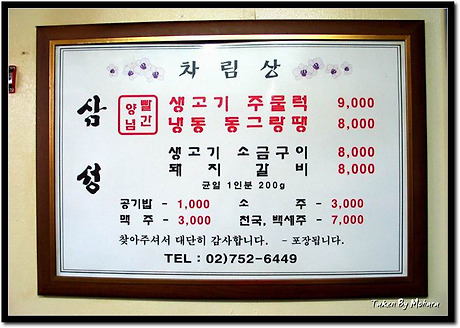 차림상
삼성
빨간양념
생고기 주물럭 9,000
냉동 동그랑땡 8,000
생고기 소금구이 8,000
돼지갈비 8,000
균일 1인분 200g
공기밥 - 1,000 소주 - 3,000
맥주 - 3,000 천국, 백세주 - 7,000
찾아주셔서 대단히 감사합니다. - 포장됩니다.
TEL : 02)752-6449
Taken By Mohura